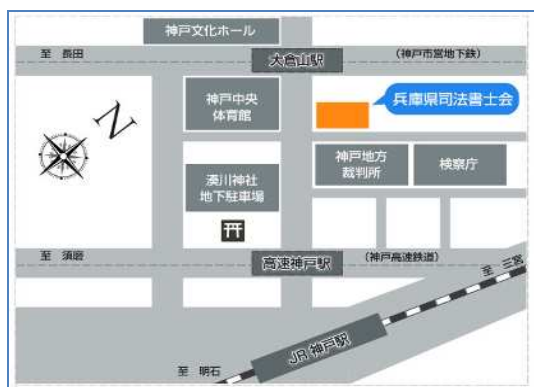 神戸文化ホール
至 長田
大倉山駅
（神戸市営地下鉄）
神戸中央
体育館
兵庫県司法書士会
N
神戸地方
裁判所
検察庁
湊川神社
地下駐車場
至 須磨
高速神戸駅
（神戸高速鉄道）
至 三宮
JR 神戸駅
至 明石